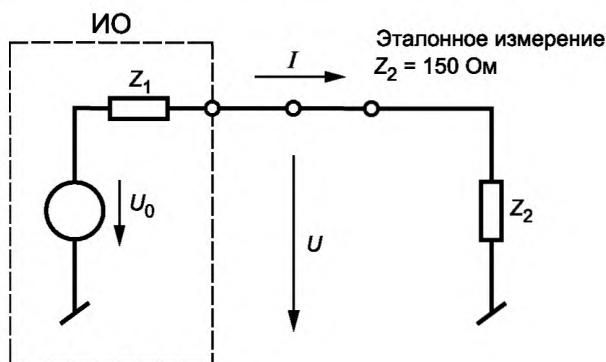 ИО
Эталонное измерение
Z2 = 150 Ом
I
Z1
U0
U
Z2